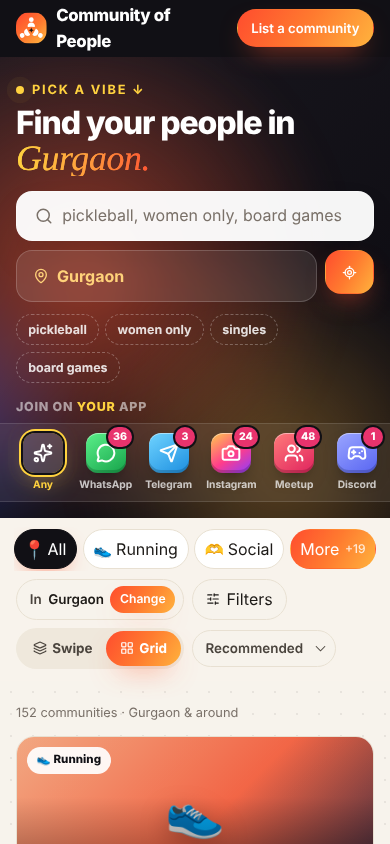 Community of
People
List a community
PICK A VIBE ↓
Find your people in
Gurgaon.
pickleball, women only, board games
Gurgaon
pickleball
women only
singles
board games
JOIN ON YOUR APP
36
3
24
48
1
Any
WhatsApp
Telegram
Instagram
Meetup
Discord
All
Running
Social
More +19
In Gurgaon Change
Filters
Swipe
Grid
Recommended
152 communities · Gurgaon & around
Running